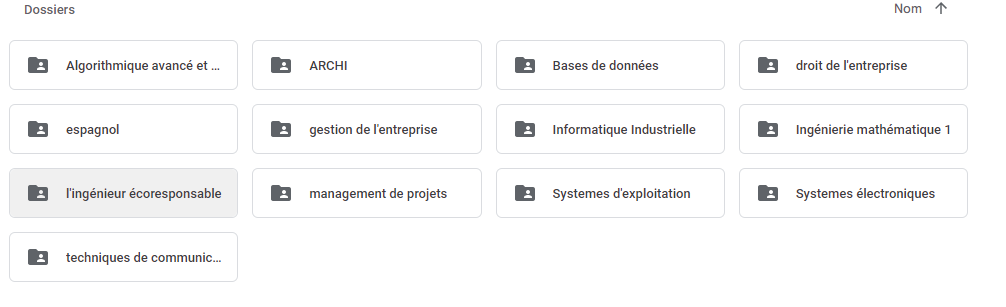 Dossiers
Nom
Algorithmique avancé et ...
ARCHI
Bases de données
droit de l'entreprise
espagnol
gestion de l'entreprise
Informatique Industrielle
Ingénierie mathématique 1
l'ingénieur écoresponsable
management de projets
Systemes d'exploitation
Systemes électroniques
techniques de communic...